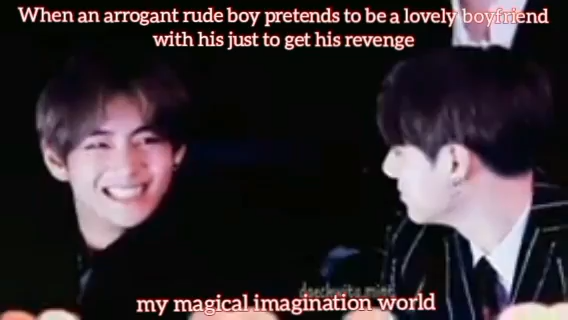 When an arrogant rude boy pretends to be a lovely boyfriend
with his just to get his revenge
my magical imagination world